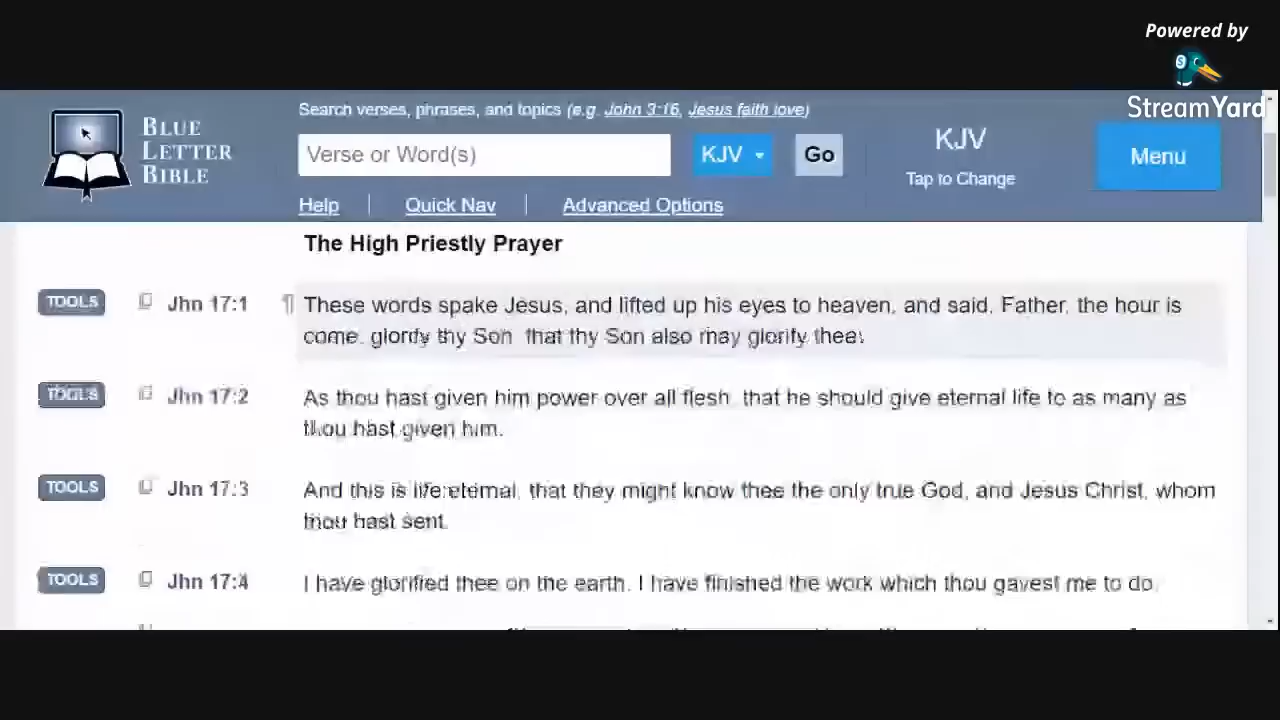 Powered by
StreamYard
BLUE
LETTER
BIBLE
Search verses, phrases, and topics (e.g. John 3:16, Jesus faith love)
Verse or Word(s)
KJV
Go
KJV
Tap to Change
Menu
Help
Quick Nav
Advanced Options
The High Priestly Prayer
TOOLS Jhn 17:1 ¶ These words spake Jesus, and lifted up his eyes to heaven, and said, Father, the hour is
come; glorify thy Son, that thy Son also may glorify thee:
TOOLS Jhn 17:2 As thou hast given him power over all flesh, that he should give eternal life to as many as
thou hast given him.
TOOLS Jhn 17:3 And this is life eternal, that they might know thee the only true God, and Jesus Christ, whom
thou hast sent.
TOOLS Jhn 17:4 I have glorified thee on the earth: I have finished the work which thou gavest me to do.